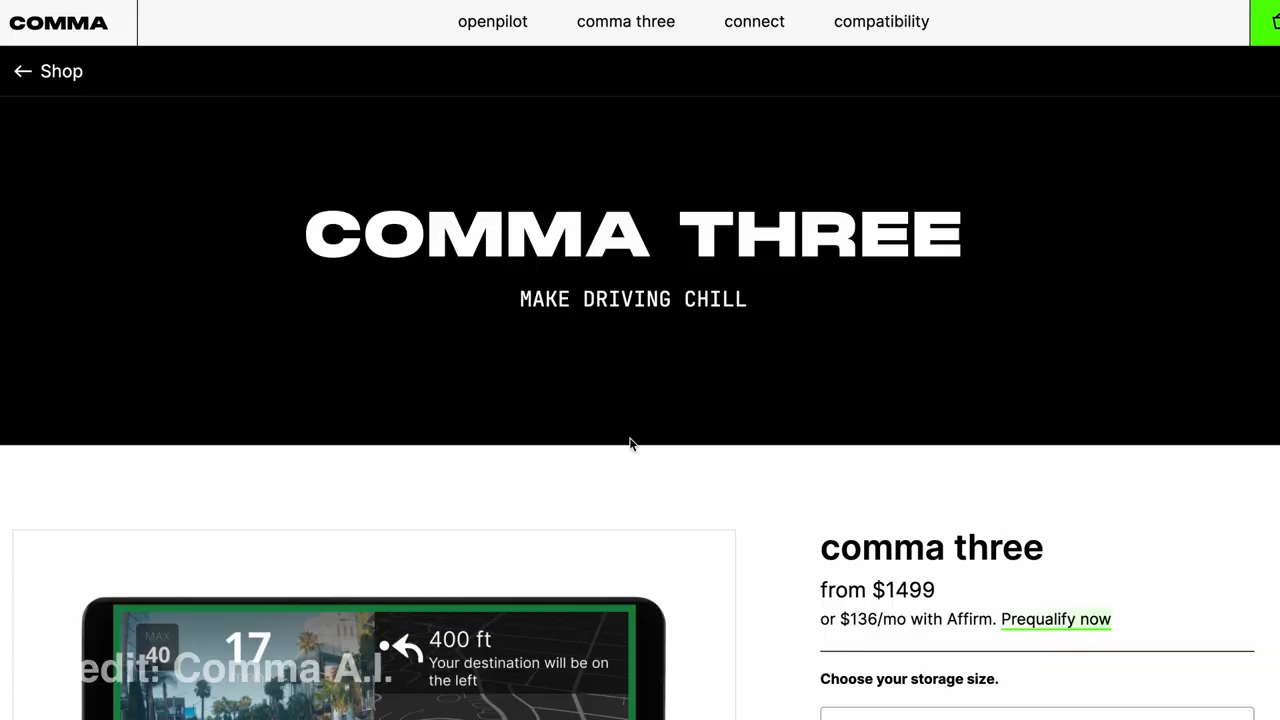 COMMA
openpilot
comma three
connect
compatibility
← Shop
COMMA THREE
MAKE DRIVING CHILL
comma three
from $1499
or $136/mo with Affirm. Prequalify now
Choose your storage size.
MAX
40
17
400 ft
Your destination will be on
the left
edit: Comma A.I.